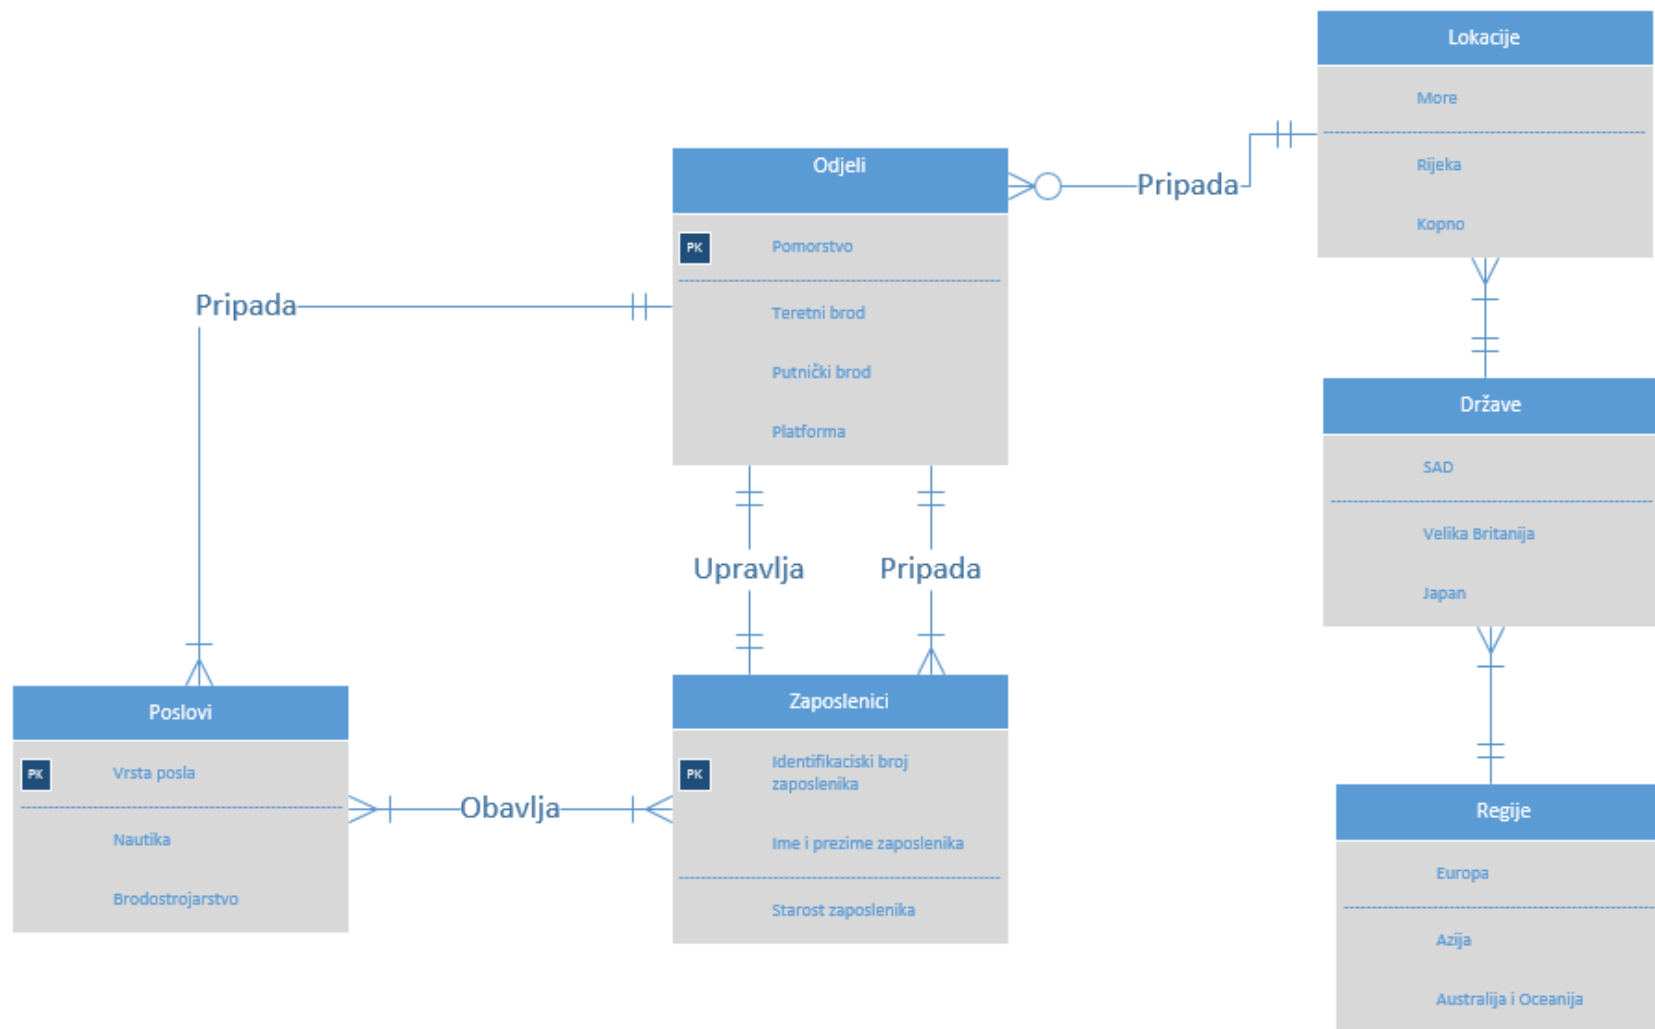 Lokacije
More
Rijeka
Kopno
Pripada
Odjeli
PK
Pomorstvo
Teretni brod
Putnički brod
Platforma
Pripada
Države
SAD
Velika Britanija
Japan
Upravlja
Pripada
Poslovi
PK
Vrsta posla
Nautika
Brodostrojarstvo
Obavlja
Zaposlenici
PK
Identifikaciski broj
zaposlenika
Ime i prezime zaposlenika
Starost zaposlenika
Regije
Europa
Azija
Australija i Oceanija